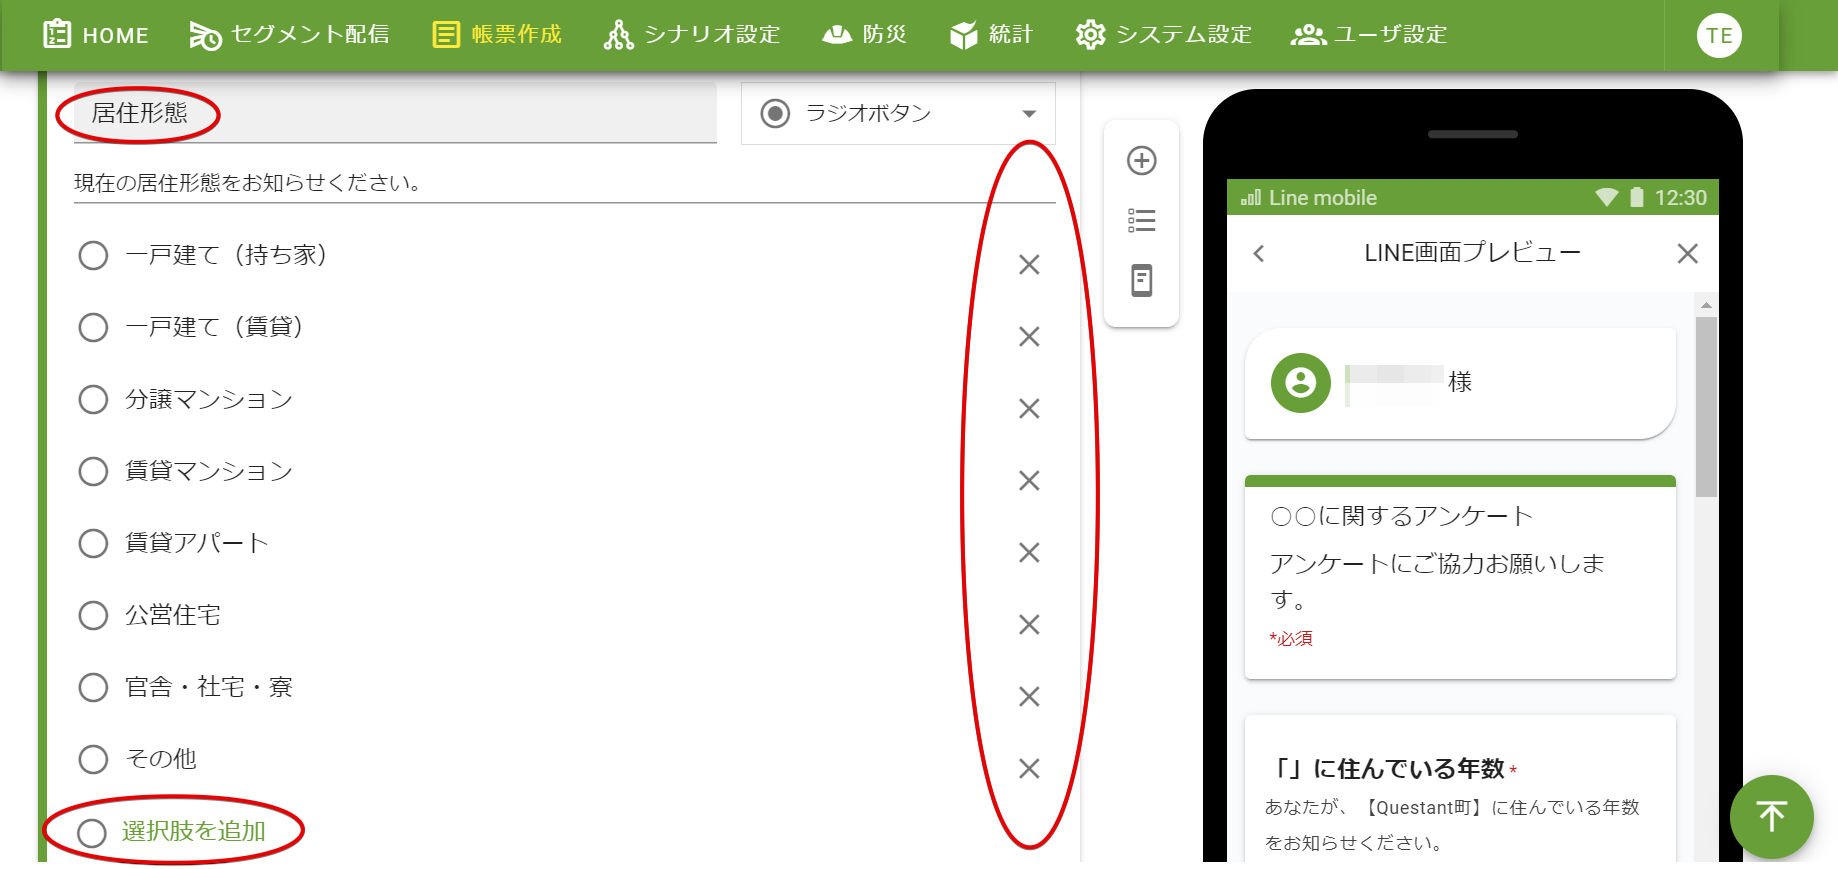 HOME セグメント配信 帳票作成 シナリオ設定 防災 統計 システム設定 ユーザ設定 TE
居住形態
ラジオボタン
現在の居住形態をお知らせください。
一戸建て（持ち家）
一戸建て（賃貸）
分譲マンション
賃貸マンション
賃貸アパート
公営住宅
官舎・社宅・寮
その他
選択肢を追加
Line mobile 12:30
LINE画面プレビュー
様
〇〇に関するアンケート
アンケートにご協力お願いしま
す。
*必須
「」に住んでいる年数 *
あなたが、【Questant町】に住んでいる年数
をお知らせください。